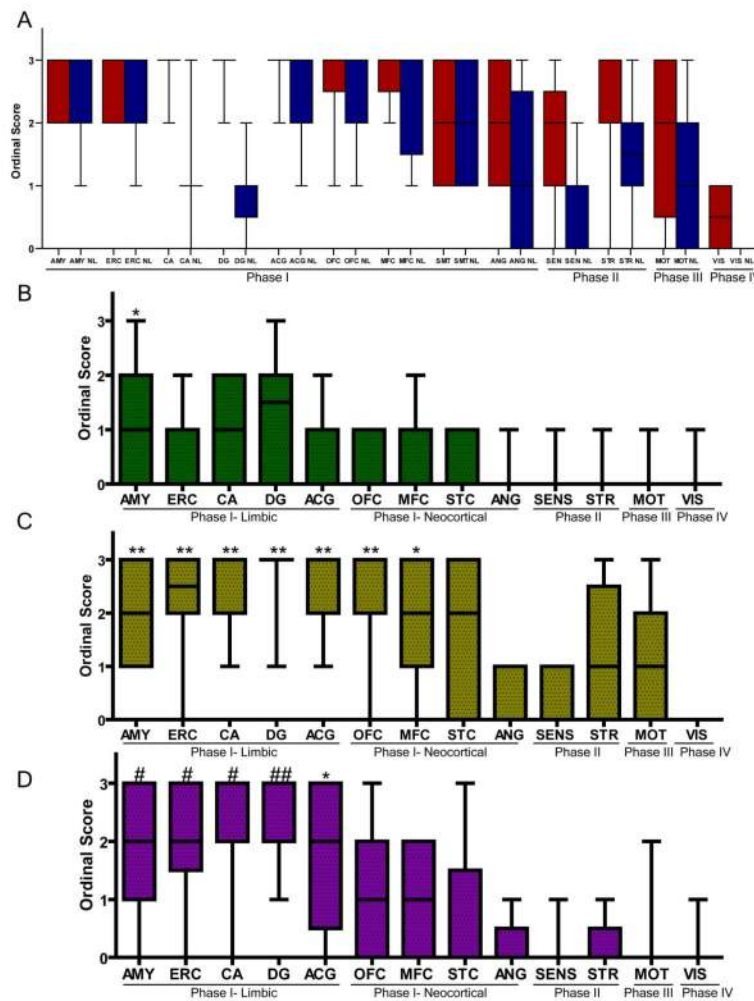 A
Ordinal Score
3
2
1
0
AMY AMY NL ERC ERC NL CA CA NL DG DG NL ACG ACG NL OFC OFC NL MFC MFC NL SMT SMT NL ANG ANG NL SEN SEN NL STR STR NL MOT MOT NL VIS VIS NL
Phase I Phase II Phase III Phase IV
B
Ordinal Score
3
2
1
0
*
AMY ERC CA DG ACG OFC MFC STC ANG SENS STR MOT VIS
Phase I- Limbic Phase I- Neocortical Phase II Phase III Phase IV
C
Ordinal Score
3
2
1
0
** ** ** ** ** ** *
AMY ERC CA DG ACG OFC MFC STC ANG SENS STR MOT VIS
Phase I- Limbic Phase I- Neocortical Phase II Phase III Phase IV
D
Ordinal Score
3
2
1
0
# # # ## *
AMY ERC CA DG ACG OFC MFC STC ANG SENS STR MOT VIS
Phase I- Limbic Phase I- Neocortical Phase II Phase III Phase IV